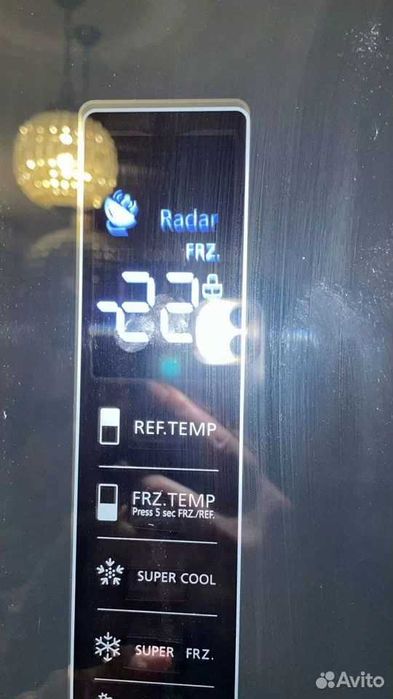 Radar
FRZ.
-22
REF.TEMP
FRZ.TEMP
Press 5 sec FRZ./REF.
SUPER COOL
SUPER FRZ.
Avito